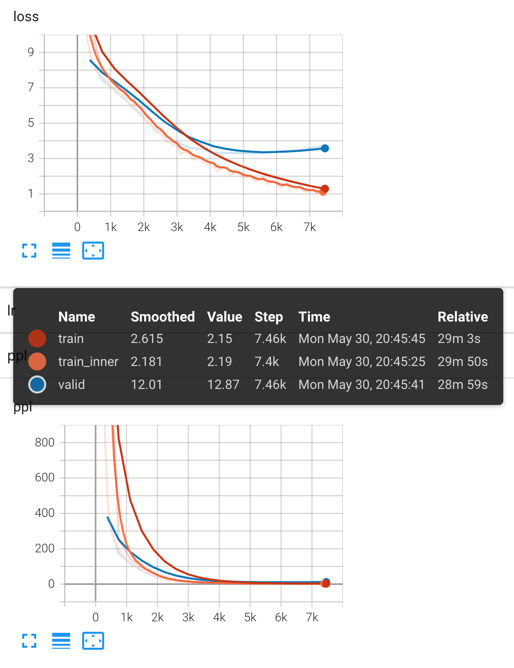 loss
9
7
5
3
1
0 1k 2k 3k 4k 5k 6k 7k
lr
Name Smoothed Value Step Time Relative
train 2.615 2.15 7.46k Mon May 30, 20:45:45 29m 3s
train_inner 2.181 2.19 7.4k Mon May 30, 20:45:25 29m 50s
ppl
valid 12.01 12.87 7.46k Mon May 30, 20:45:41 28m 59s
ppl
800
600
400
200
0
0 1k 2k 3k 4k 5k 6k 7k